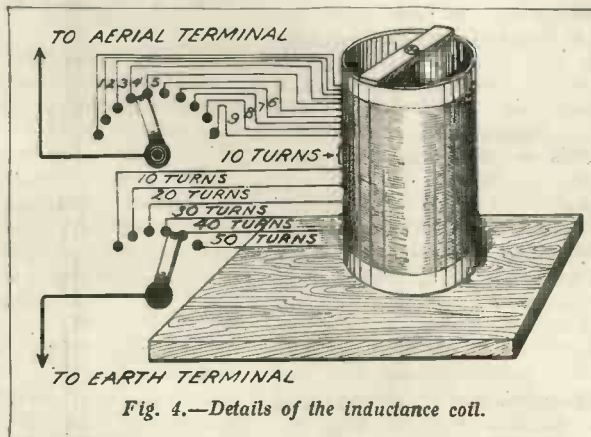 TO AERIAL TERMINAL
1 2 3 4 5
9 8 7 6
10 TURNS
10 TURNS
20 TURNS
30 TURNS
40 TURNS
50 TURNS
TO EARTH TERMINAL
Fig. 4.—Details of the inductance coil.